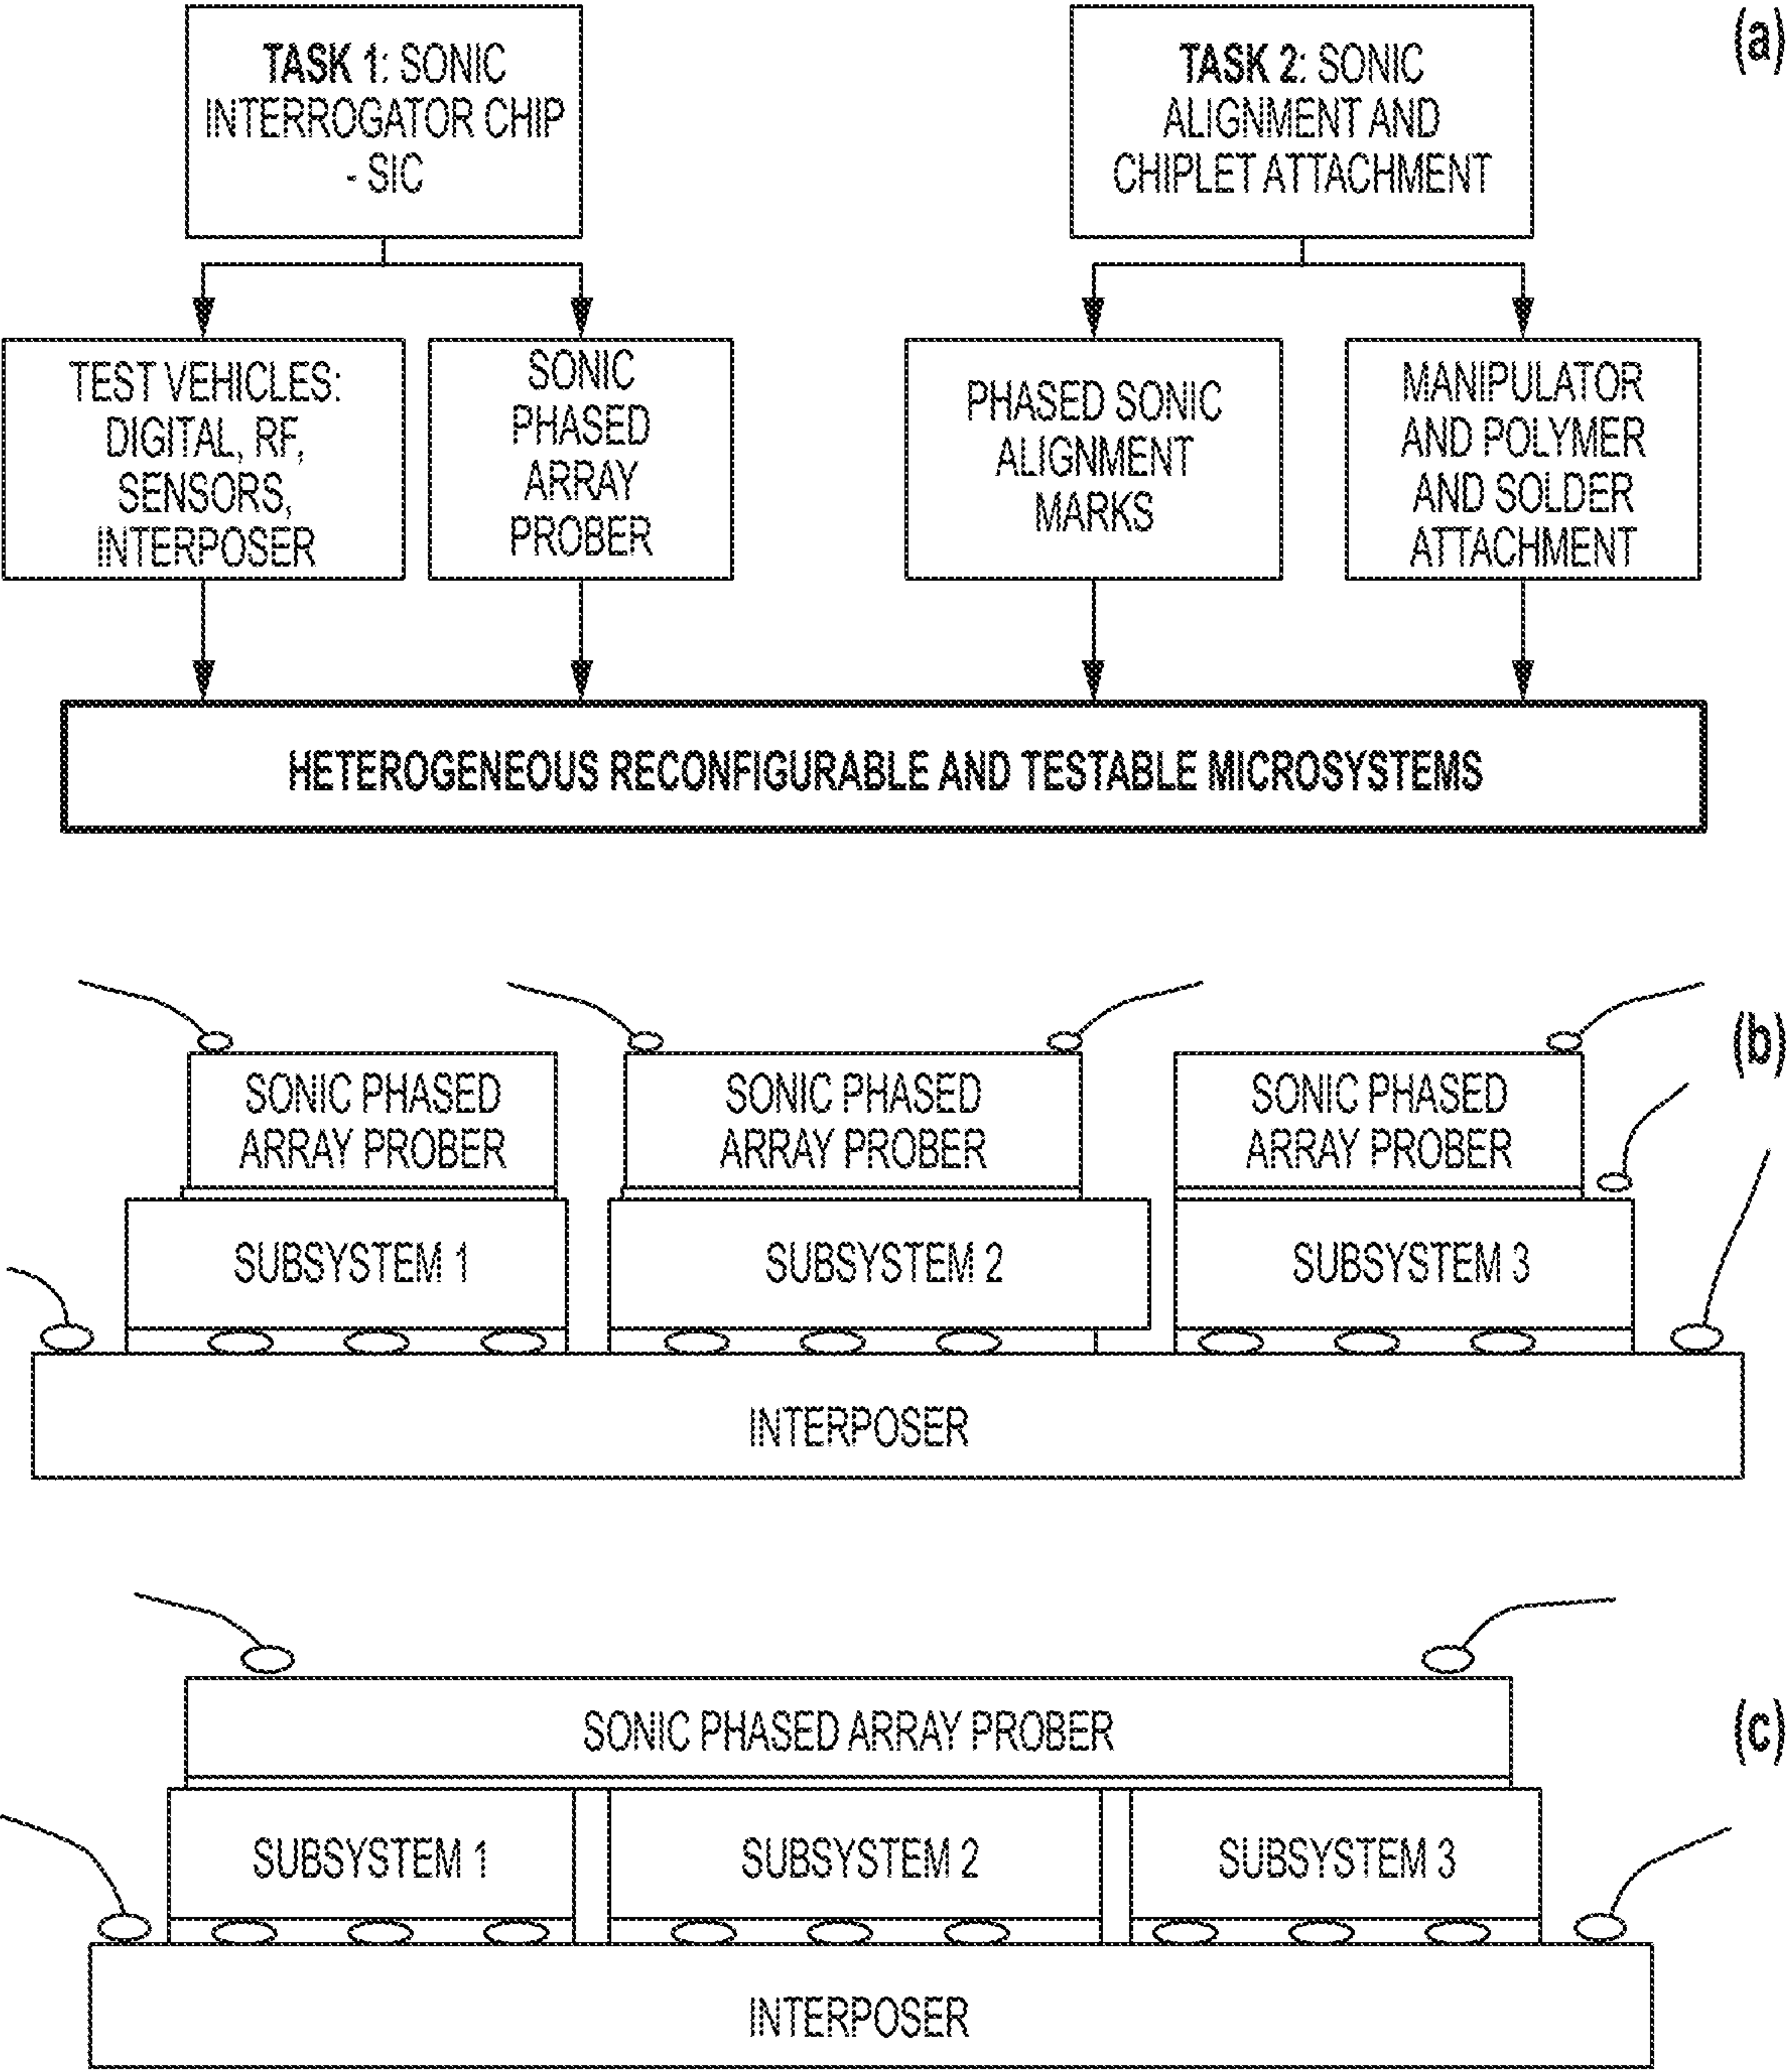 (a)
TASK 1: SONIC
INTERROGATOR CHIP
- SIC
TASK 2: SONIC
ALIGNMENT AND
CHIPLET ATTACHMENT
TEST VEHICLES:
DIGITAL, RF,
SENSORS,
INTERPOSER
SONIC
PHASED
ARRAY
PROBER
PHASED SONIC
ALIGNMENT
MARKS
MANIPULATOR
AND POLYMER
AND SOLDER
ATTACHMENT
HETEROGENEOUS RECONFIGURABLE AND TESTABLE MICROSYSTEMS
(b)
SONIC PHASED
ARRAY PROBER
SONIC PHASED
ARRAY PROBER
SONIC PHASED
ARRAY PROBER
SUBSYSTEM 1
SUBSYSTEM 2
SUBSYSTEM 3
INTERPOSER
(c)
SONIC PHASED ARRAY PROBER
SUBSYSTEM 1
SUBSYSTEM 2
SUBSYSTEM 3
INTERPOSER